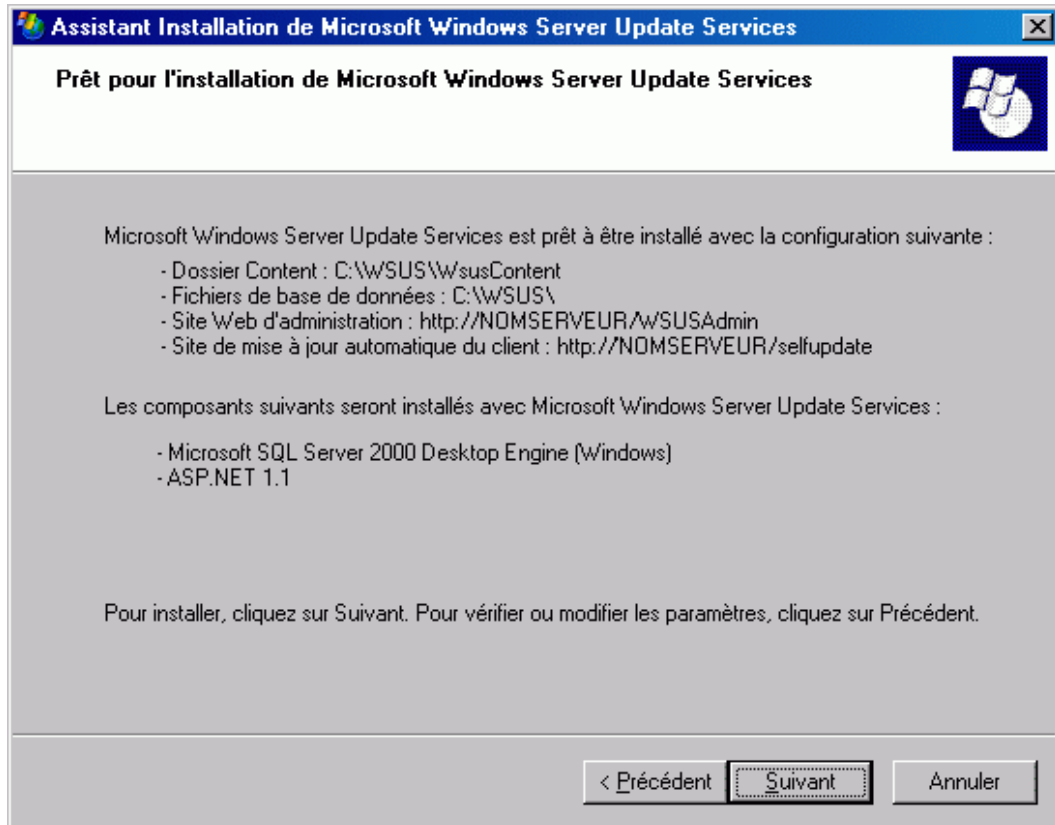 Assistant Installation de Microsoft Windows Server Update Services
Prêt pour l'installation de Microsoft Windows Server Update Services
Microsoft Windows Server Update Services est prêt à être installé avec la configuration suivante :
- Dossier Content : C:\WSUS\WsusContent
- Fichiers de base de données : C:\WSUS\
- Site Web d'administration : http://NOMSERVEUR/WSUSAdmin
- Site de mise à jour automatique du client : http://NOMSERVEUR/selfupdate
Les composants suivants seront installés avec Microsoft Windows Server Update Services :
- Microsoft SQL Server 2000 Desktop Engine (Windows)
- ASP.NET 1.1
Pour installer, cliquez sur Suivant. Pour vérifier ou modifier les paramètres, cliquez sur Précédent.
< Précédent Suivant Annuler